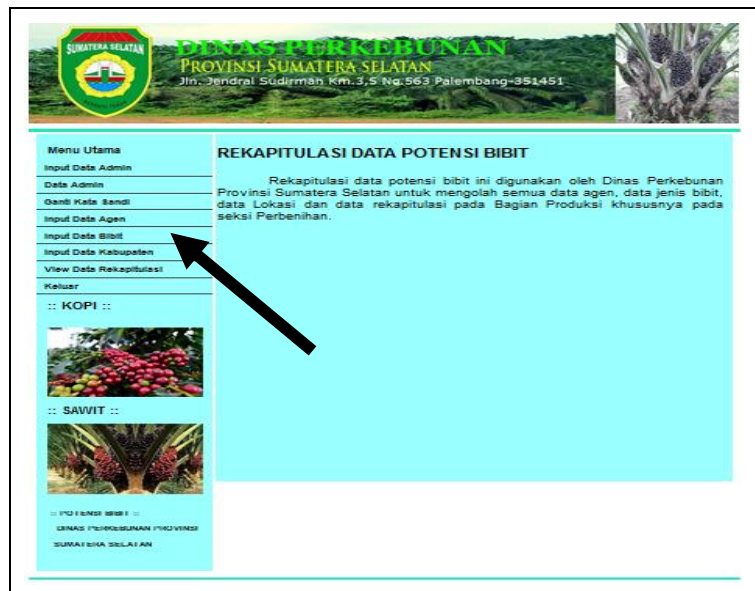 SUMATERA SELATAN
DINAS PERKEBUNAN
PROVINSI SUMATERA SELATAN
Jln. Jendral Sudirman Km.3,5 No.563 Palembang-351451
Menu Utama
Input Data Admin
Data Admin
Ganti Kata Sandi
Input Data Agen
Input Data Bibit
Input Data Kabupaten
View Data Rekapitulasi
Keluar
:: KOPI ::
:: SAWIT ::
:: POTENSI BIBIT ::
DINAS PERKEBUNAN PROVINSI
SUMATERA SELATAN
REKAPITULASI DATA POTENSI BIBIT
Rekapitulasi data potensi bibit ini digunakan oleh Dinas Perkebunan
Provinsi Sumatera Selatan untuk mengolah semua data agen, data jenis bibit,
data Lokasi dan data rekapitulasi pada Bagian Produksi khususnya pada
seksi Perbenihan.